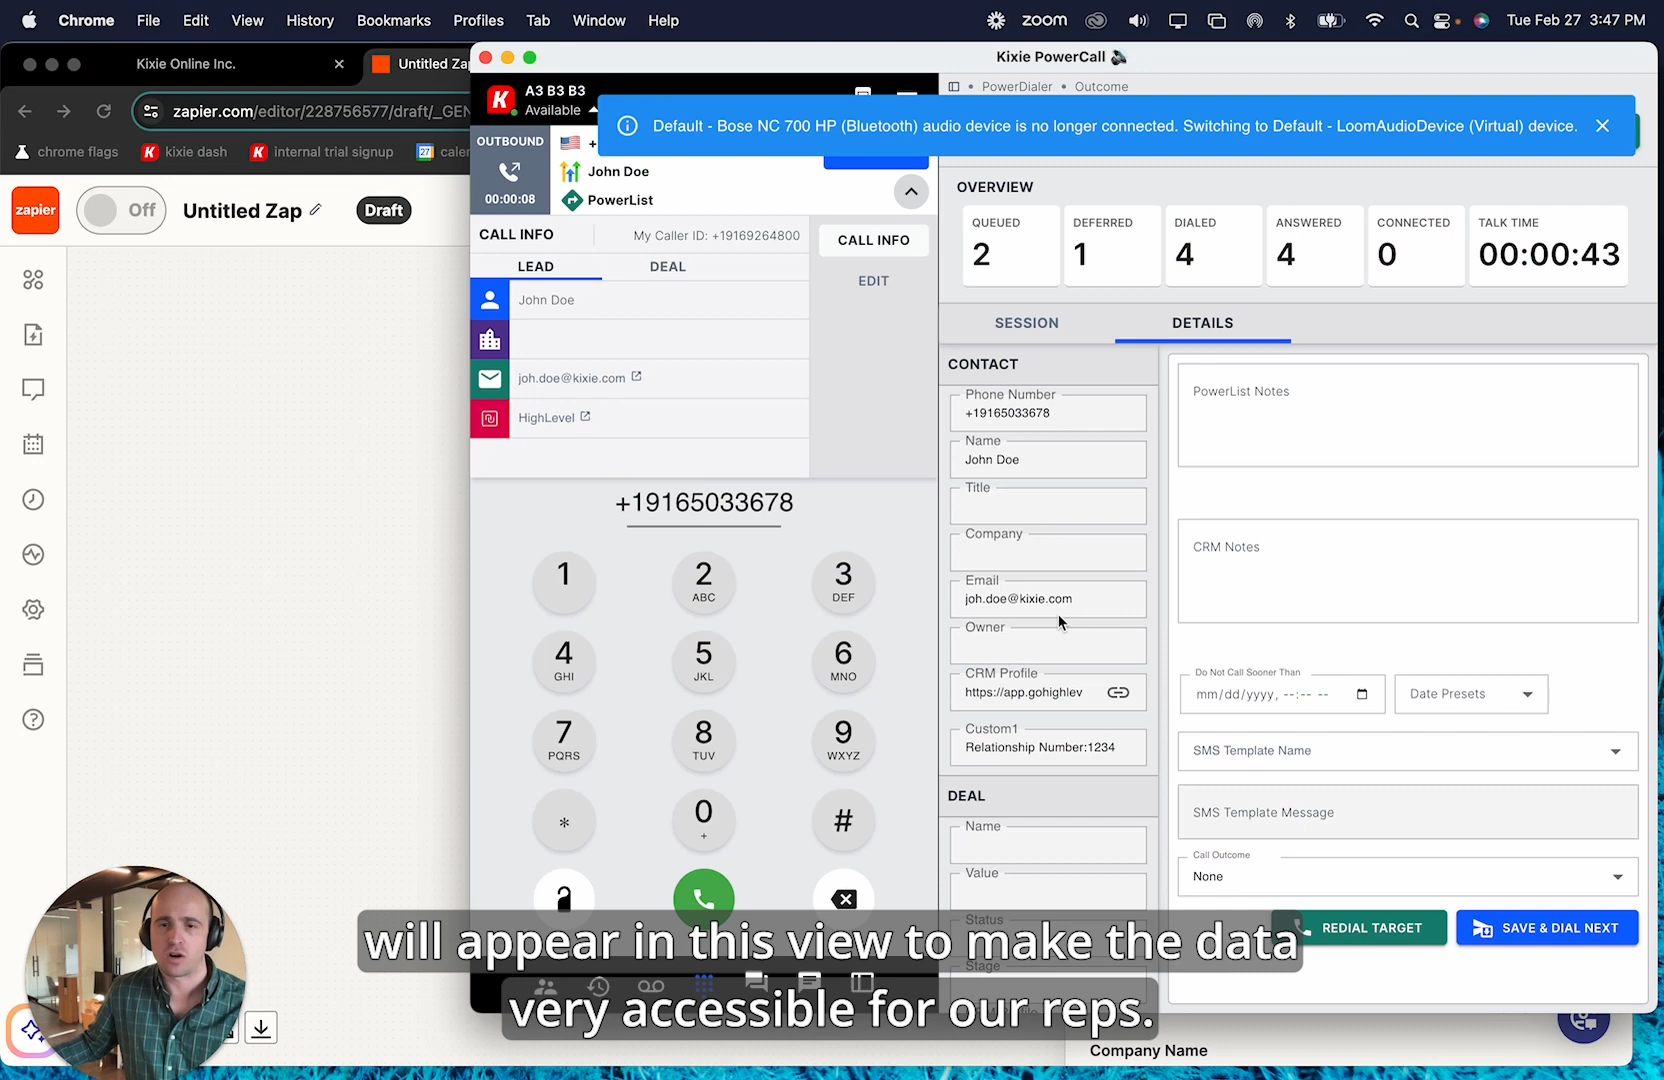 Chrome File Edit View History Bookmarks Profiles Tab Window Help
zoom
Tue Feb 27 3:47 PM
Kixie Online Inc.
Untitled Zap
zapier.com/editor/228756577/draft/_GEN
chrome flags
kixie dash
internal trial signup
27
zapier
Off
Untitled Zap
Draft
Kixie PowerCall
K
A3 B3 B3
Available
PowerDialer • Outcome
Default - Bose NC 700 HP (Bluetooth) audio device is no longer connected. Switching to Default - LoomAudioDevice (Virtual) device.
OUTBOUND
00:00:08
+
John Doe
PowerList
CALL INFO
My Caller ID: +19169264800
LEAD
DEAL
John Doe
joh.doe@kixie.com
HighLevel
CALL INFO
EDIT
+19165033678
1
2
ABC
3
DEF
4
GHI
5
JKL
6
MNO
7
PQRS
8
TUV
9
WXYZ
*
0
+
#
OVERVIEW
QUEUED
2
DEFERRED
1
DIALED
4
ANSWERED
4
CONNECTED
0
TALK TIME
00:00:43
SESSION
DETAILS
CONTACT
Phone Number
+19165033678
Name
John Doe
Title
Company
Email
joh.doe@kixie.com
Owner
CRM Profile
https://app.gohighlev
Custom1
Relationship Number:1234
DEAL
Name
Value
Status
Stage
PowerList Notes
CRM Notes
Do Not Call Sooner Than
mm/dd/yyyy, --:-- --
Date Presets
SMS Template Name
SMS Template Message
Call Outcome
None
REDIAL TARGET
SAVE & DIAL NEXT
will appear in this view to make the data
very accessible for our reps.
Company Name